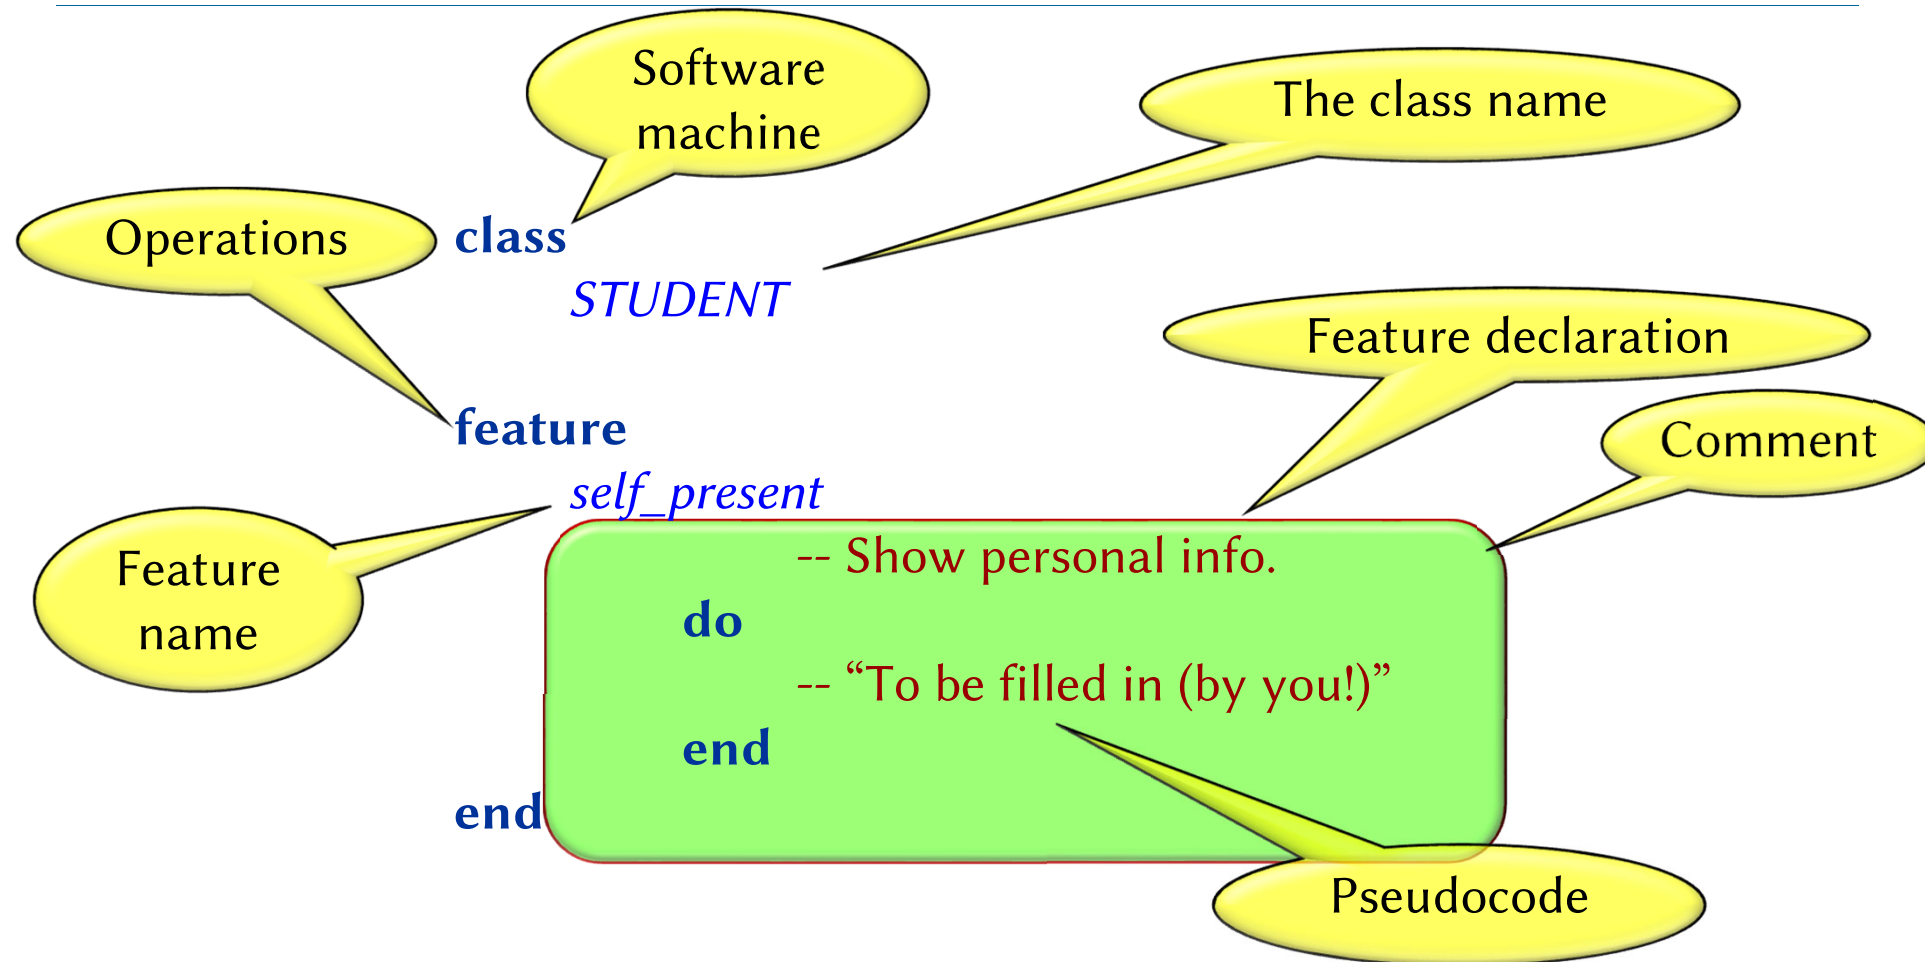 Software
machine
The class name
Operations
class
STUDENT
Feature declaration
feature
Comment
self_present
-- Show personal info.
Feature
name
do
-- “To be filled in (by you!)”
end
end
Pseudocode